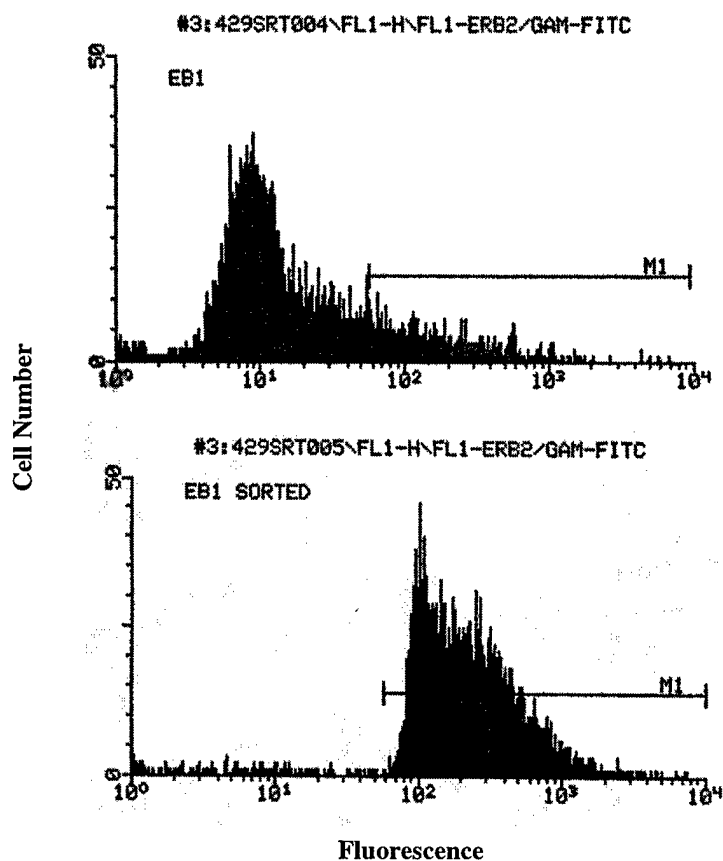 #3:429SRT004\FL1-H\FL1-ERB2/GAM-FITC
50
EB1
M1
0
10⁰ 10¹ 10² 10³ 10⁴
Cell Number
#3:429SRT005\FL1-H\FL1-ERB2/GAM-FITC
50
EB1 SORTED
M1
0
10⁰ 10¹ 10² 10³ 10⁴
Fluorescence